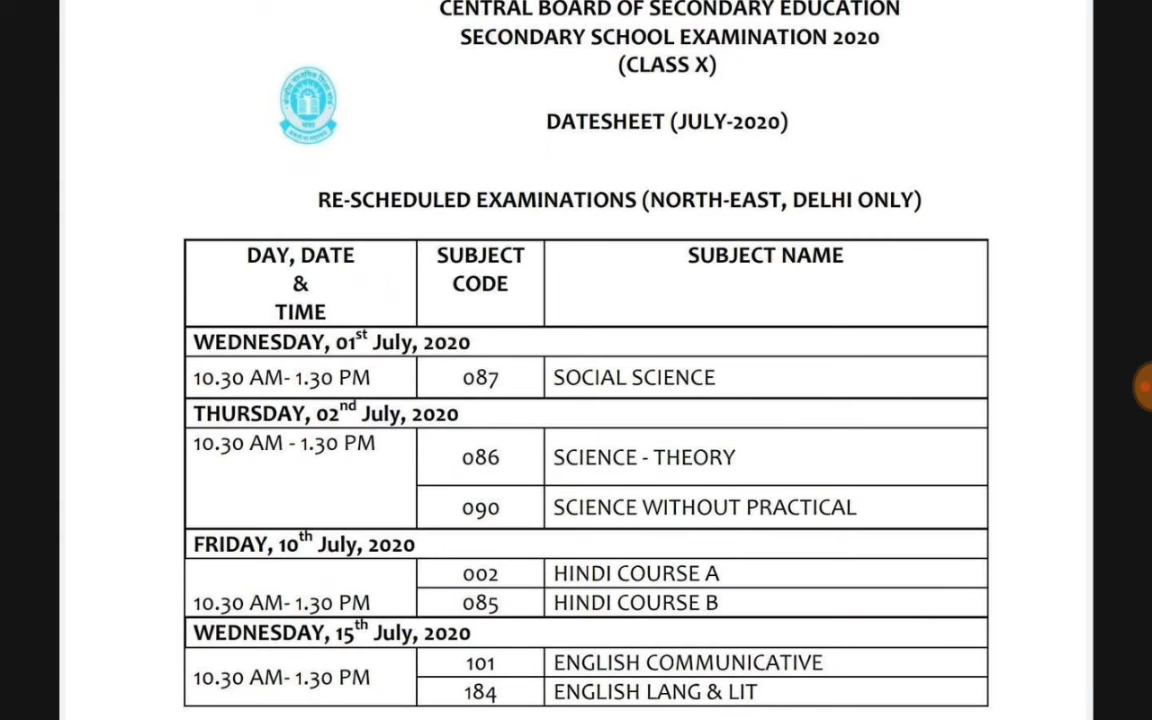 CENTRAL BOARD OF SECONDARY EDUCATION
SECONDARY SCHOOL EXAMINATION 2020
(CLASS X)
DATESHEET (JULY-2020)
RE-SCHEDULED EXAMINATIONS (NORTH-EAST, DELHI ONLY)
DAY, DATE
&
TIME
SUBJECT
CODE
SUBJECT NAME
WEDNESDAY, 01st July, 2020
10.30 AM- 1.30 PM 087 SOCIAL SCIENCE
THURSDAY, 02nd July, 2020
10.30 AM - 1.30 PM
086 SCIENCE - THEORY
090 SCIENCE WITHOUT PRACTICAL
FRIDAY, 10th July, 2020
002 HINDI COURSE A
10.30 AM- 1.30 PM 085 HINDI COURSE B
WEDNESDAY, 15th July, 2020
10.30 AM- 1.30 PM
101 ENGLISH COMMUNICATIVE
184 ENGLISH LANG & LIT